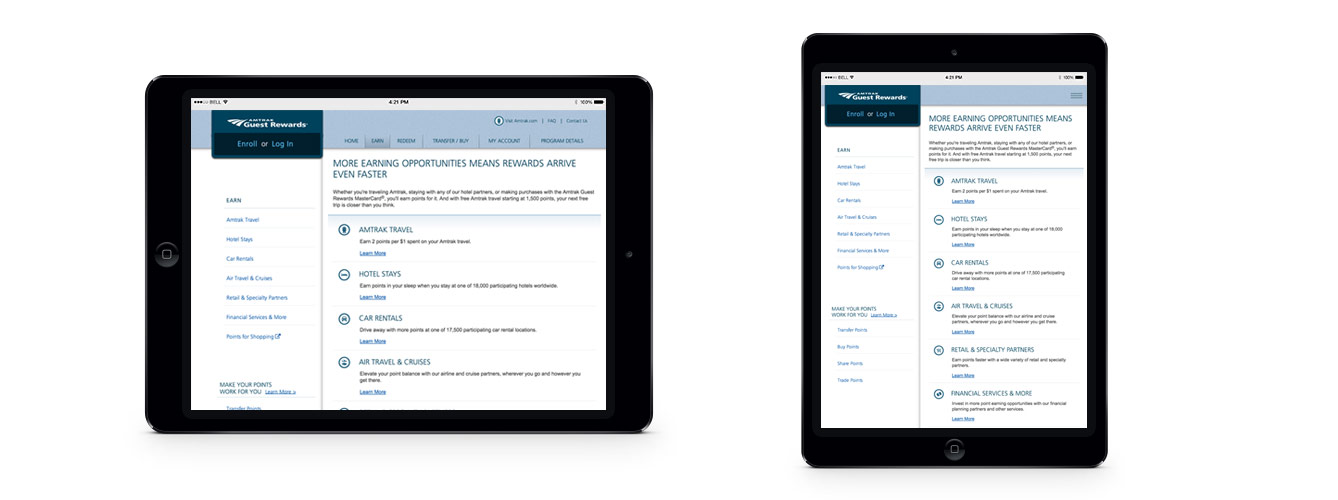 BELL
4:21 PM
100%
AMTRAK
Guest Rewards
Enroll or Log In
Visit Amtrak.com | FAQ | Contact Us
HOME EARN REDEEM TRANSFER / BUY MY ACCOUNT PROGRAM DETAILS
MORE EARNING OPPORTUNITIES MEANS REWARDS ARRIVE
EVEN FASTER
Whether you're traveling Amtrak, staying with any of our hotel partners, or making purchases with the Amtrak Guest
Rewards MasterCard®, you'll earn points for it. And with free Amtrak travel starting at 1,500 points, your next free
trip is closer than you think.
EARN
Amtrak Travel
Hotel Stays
Car Rentals
Air Travel & Cruises
Retail & Specialty Partners
Financial Services & More
Points for Shopping
MAKE YOUR POINTS
WORK FOR YOU Learn More »
Transfer Points
AMTRAK TRAVEL
Earn 2 points per $1 spent on your Amtrak travel.
Learn More
HOTEL STAYS
Earn points in your sleep when you stay at one of 18,000 participating hotels worldwide.
Learn More
CAR RENTALS
Drive away with more points at one of 17,500 participating car rental locations.
Learn More
AIR TRAVEL & CRUISES
Elevate your point balance with our airline and cruise partners, wherever you go and however you
get there.
Learn More
BELL
4:21 PM
100%
AMTRAK
Guest Rewards
Enroll or Log In
MORE EARNING OPPORTUNITIES MEANS
REWARDS ARRIVE EVEN FASTER
Whether you're traveling Amtrak, staying with any of our hotel partners, or
making purchases with the Amtrak Guest Rewards MasterCard®, you'll earn
points for it. And with free Amtrak travel starting at 1,500 points, your next
free trip is closer than you think.
EARN
Amtrak Travel
Hotel Stays
Car Rentals
Air Travel & Cruises
Retail & Specialty Partners
Financial Services & More
Points for Shopping
MAKE YOUR POINTS
WORK FOR YOU Learn More »
Transfer Points
Buy Points
Share Points
Trade Points
AMTRAK TRAVEL
Earn 2 points per $1 spent on your Amtrak travel.
Learn More
HOTEL STAYS
Earn points in your sleep when you stay at one of 18,000
participating hotels worldwide.
Learn More
CAR RENTALS
Drive away with more points at one of 17,500 participating
car rental locations.
Learn More
AIR TRAVEL & CRUISES
Elevate your point balance with our airline and cruise
partners, wherever you go and however you get there.
Learn More
RETAIL & SPECIALTY PARTNERS
Earn points faster with a wide variety of retail and specialty
partners.
Learn More
FINANCIAL SERVICES & MORE
Invest in more point earning opportunities with our financial
planning partners and other services.
Learn More